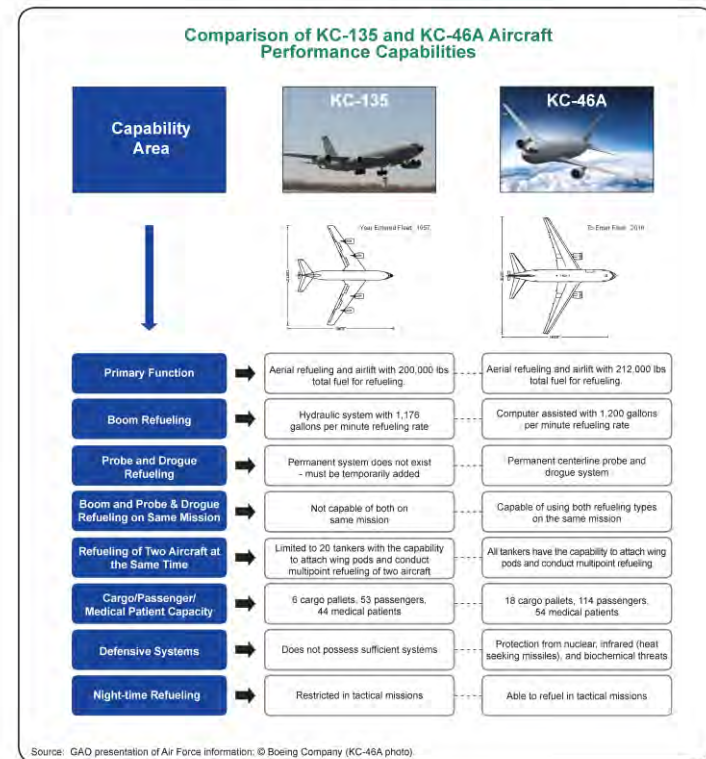 Comparison of KC-135 and KC-46A Aircraft
Performance Capabilities
Capability
Area
KC-135
KC-46A
Year Entered Fleet: 1957
To Enter Fleet:
Primary Function
Aerial refueling and airlift with 200,000 lbs
total fuel for refueling.
Aerial refueling and airlift with 212,000 lbs
total fuel for refueling.
Boom Refueling
Hydraulic system with 1,176
gallons per minute refueling rate
Computer assisted with 1,200 gallons
per minute refueling rate
Probe and Drogue
Refueling
Permanent system does not exist
- must be temporarily added
Permanent centerline probe and
drogue system
Boom and Probe & Drogue
Refueling on Same Mission
Not capable of both on
same mission
Capable of using both refueling types
on the same mission
Refueling of Two Aircraft at
the Same Time
Limited to 20 tankers with the capability
to attach wing pods and conduct
multipoint refueling of two aircraft
All tankers have the capability to attach wing
pods and conduct multipoint refueling
Cargo/Passenger/
Medical Patient Capacity
6 cargo pallets, 53 passengers,
44 medical patients
18 cargo pallets, 114 passengers,
54 medical patients
Defensive Systems
Does not possess sufficient systems
Protection from nuclear, infrared (heat
seeking missiles), and biochemical threats
Night-time Refueling
Restricted in tactical missions
Able to refuel in tactical missions
Source: GAO presentation of Air Force information; © Boeing Company (KC-46A photo).